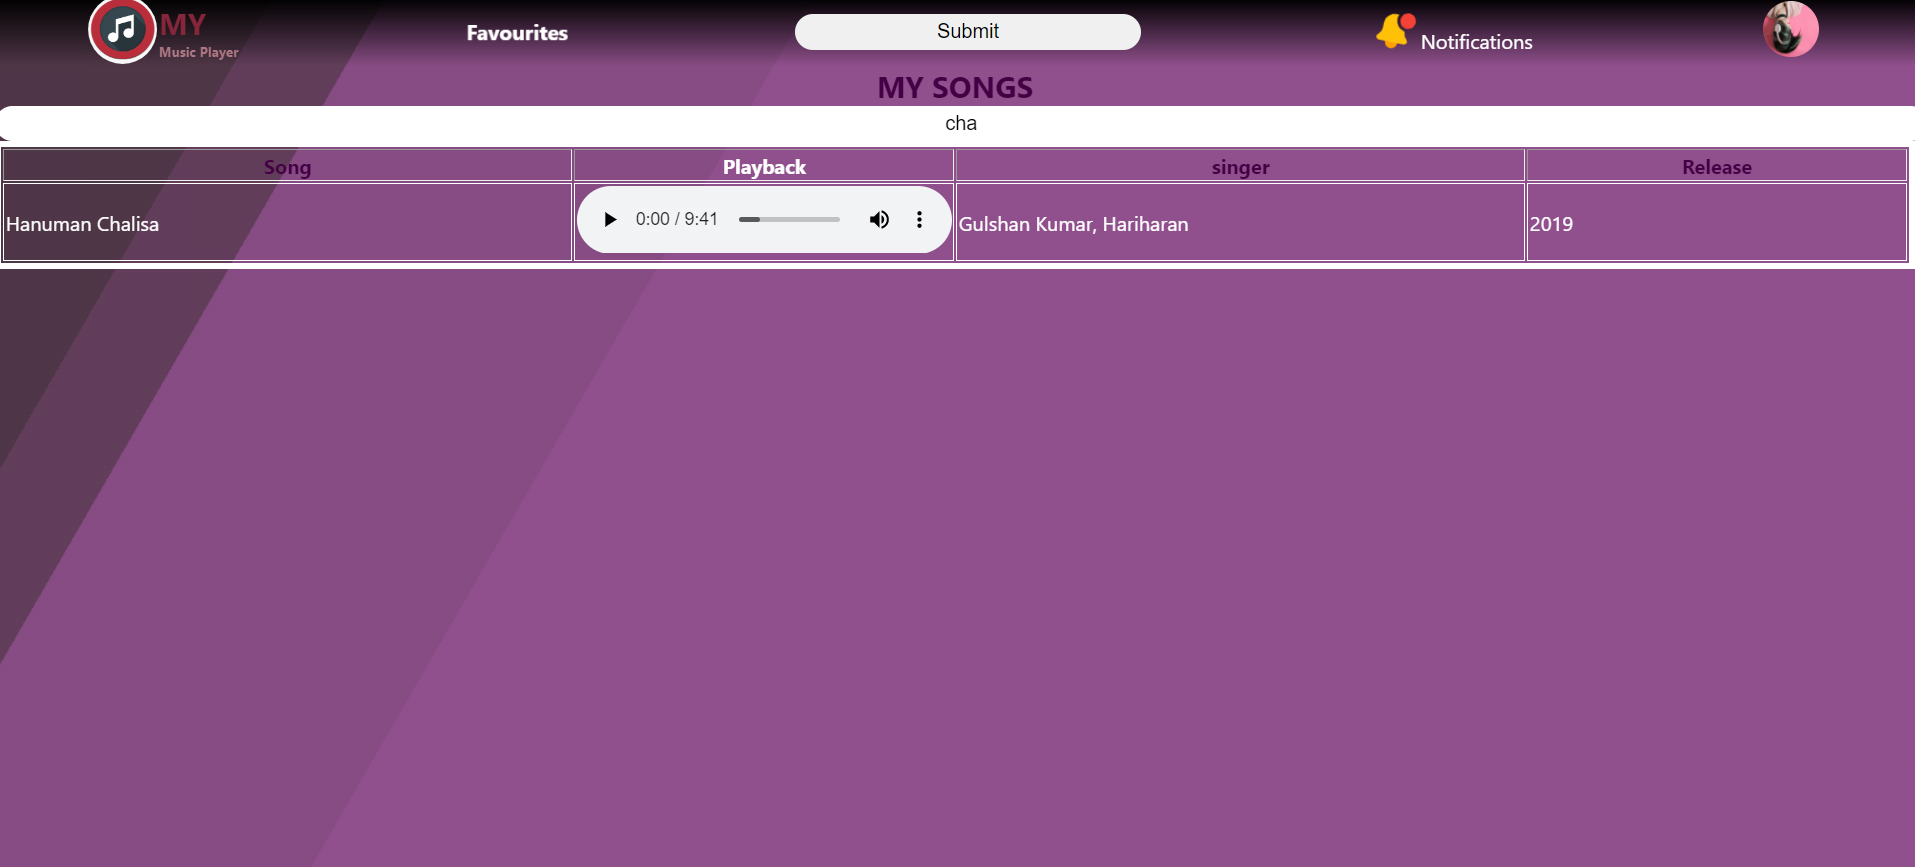 MY
Music Player
Favourites
Submit
Notifications
MY SONGS
cha
Song Playback singer Release
Hanuman Chalisa 0:00 / 9:41 Gulshan Kumar, Hariharan 2019